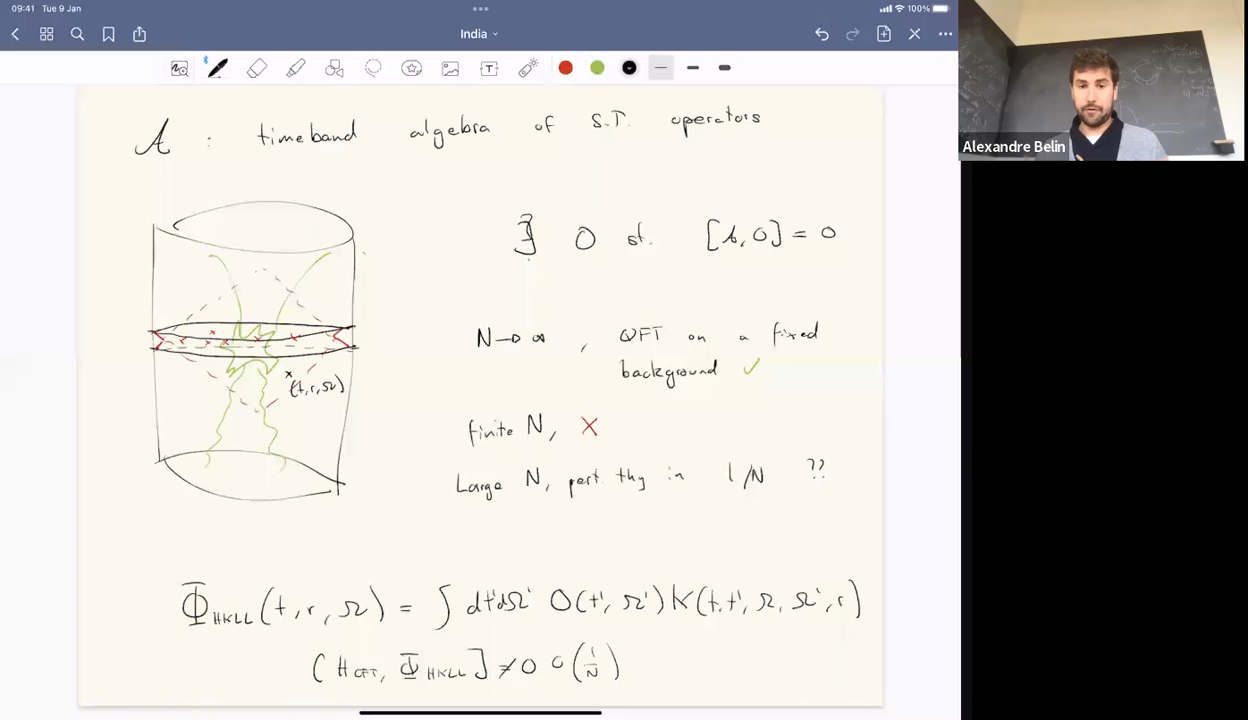 09:41 Tue 9 Jan
100%
India
Alexandre Belin
A : timeband algebra of S.T. operators
∃ O st. [A, O] = 0
N → ∞ , QFT on a fixed
background ✓
(t, r, Ω)
finite N, ×
Large N, pert. thy in 1/N ??
Φ_HKLL (t, r, Ω) = ∫ dt'dΩ' O(t', Ω') K(t, t', Ω, Ω', r)
[H_CFT, Φ_HKLL] ≠ 0 O(1/N)